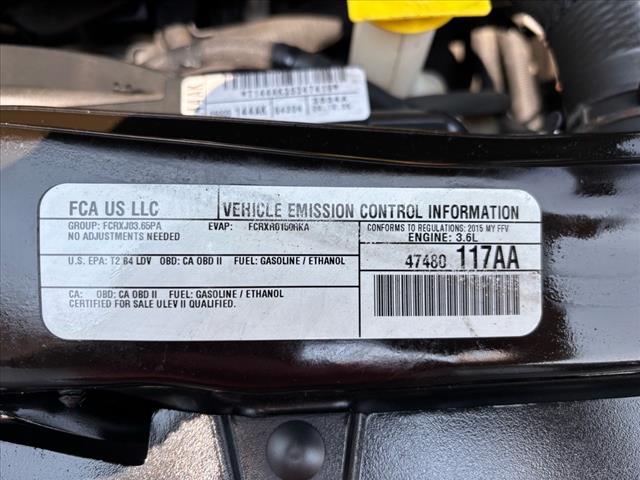 FCA US LLC
VEHICLE EMISSION CONTROL INFORMATION
GROUP: FCRXJ03.65PA EVAP: FCRXR0150RKA
NO ADJUSTMENTS NEEDED
CONFORMS TO REGULATIONS: 2015 MY FFV
ENGINE: 3.6L
U.S. EPA: T2 B4 LDV OBD: CA OBD II FUEL: GASOLINE / ETHANOL
47480 117AA
CA: OBD: CA OBD II FUEL: GASOLINE / ETHANOL
CERTIFIED FOR SALE ULEV II QUALIFIED.